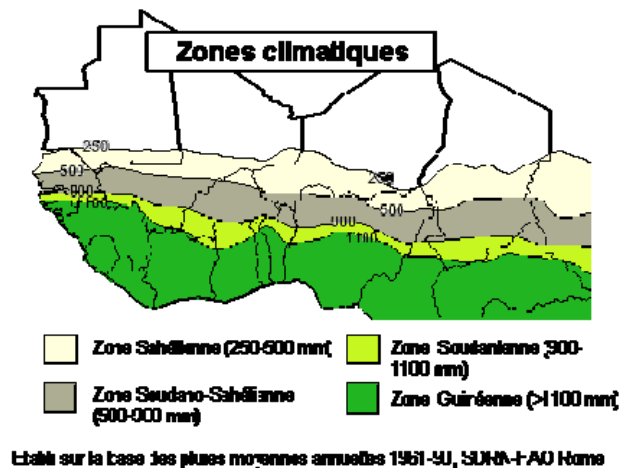 Zones climatiques
250
500
900
1100
250
500
900
1100
Zone Sahélienne (250-500 mm)
Zone Soudano-Sahélienne
(500-900 mm)
Zone Soudanienne (900-
1100 mm)
Zone Guinéenne (>1100 mm)
Etabli sur la base des pluies moyennes annuelles 1961-90, SDRN-FAO Rome